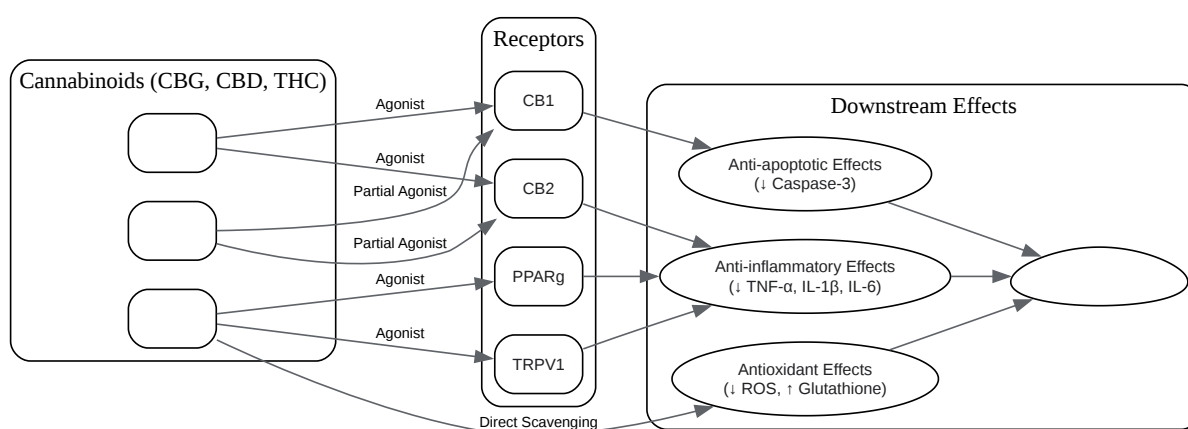 Receptors
Cannabinoids (CBG, CBD, THC)
Downstream Effects
Agonist
Agonist
Partial Agonist
Partial Agonist
Agonist
Agonist
Direct Scavenging
CB1
CB2
PPARg
TRPV1
Anti-apoptotic Effects
(↓ Caspase-3)
Anti-inflammatory Effects
(↓ TNF-α, IL-1β, IL-6)
Antioxidant Effects
(↓ ROS, ↑ Glutathione)